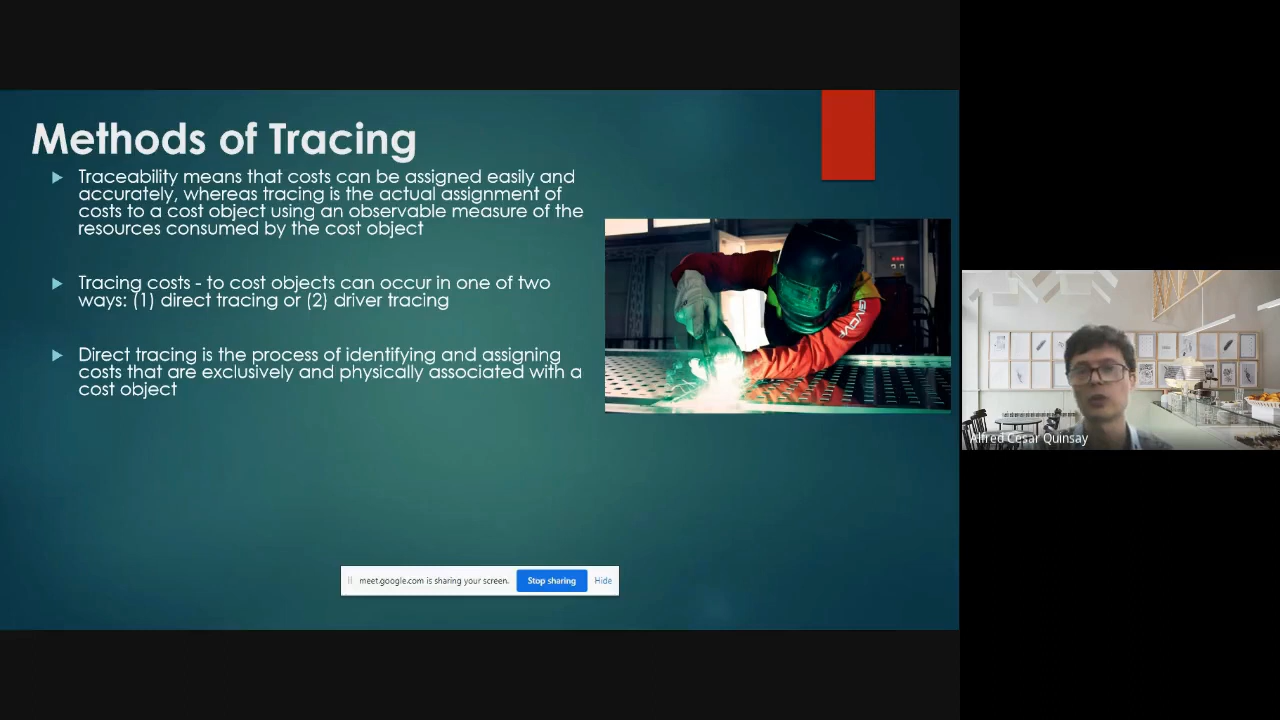 Methods of Tracing
Traceability means that costs can be assigned easily and
accurately, whereas tracing is the actual assignment of
costs to a cost object using an observable measure of the
resources consumed by the cost object
Tracing costs - to cost objects can occur in one of two
ways: (1) direct tracing or (2) driver tracing
Direct tracing is the process of identifying and assigning
costs that are exclusively and physically associated with a
cost object
meet.google.com is sharing your screen.
Stop sharing
Hide
Alfred Cesar Quinsay